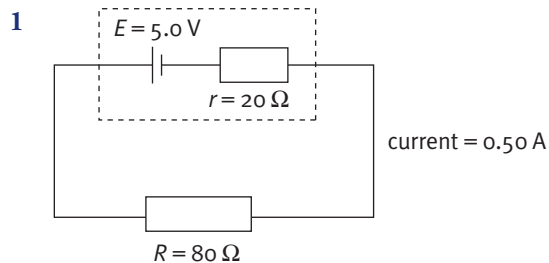 1
E = 5.0 V
r = 20 Ω
current = 0.50 A
R = 80 Ω